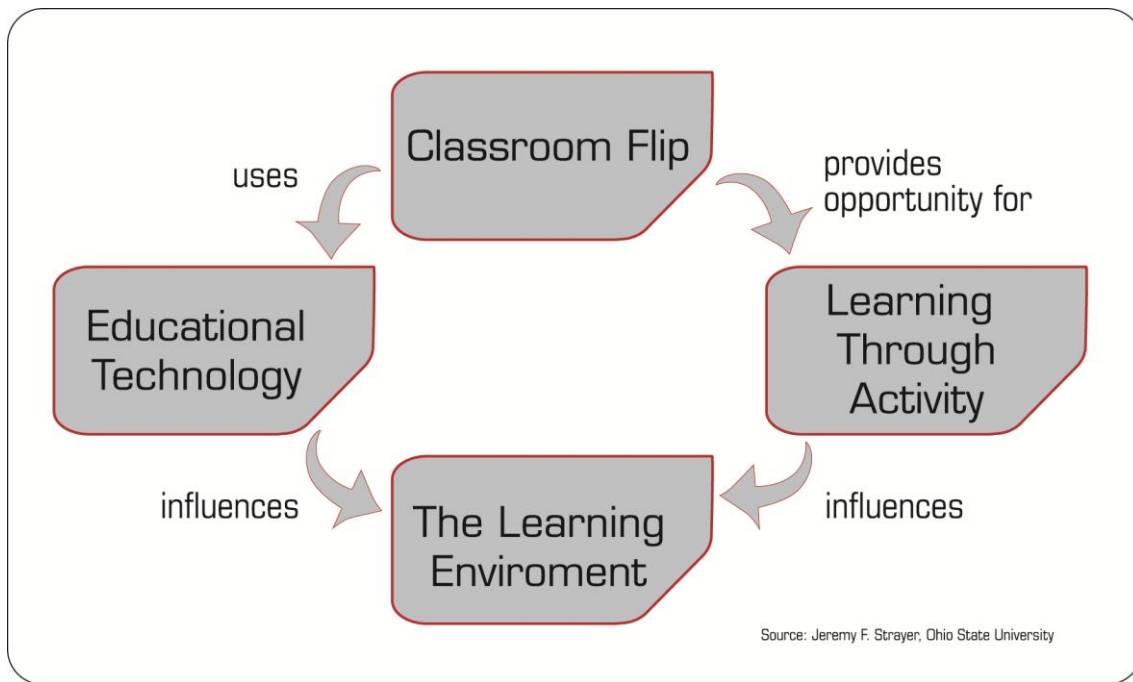 Classroom Flip
uses
provides
opportunity for
Educational
Technology
Learning
Through
Activity
influences
influences
The Learning
Enviroment
Source: Jeremy F. Strayer, Ohio State University